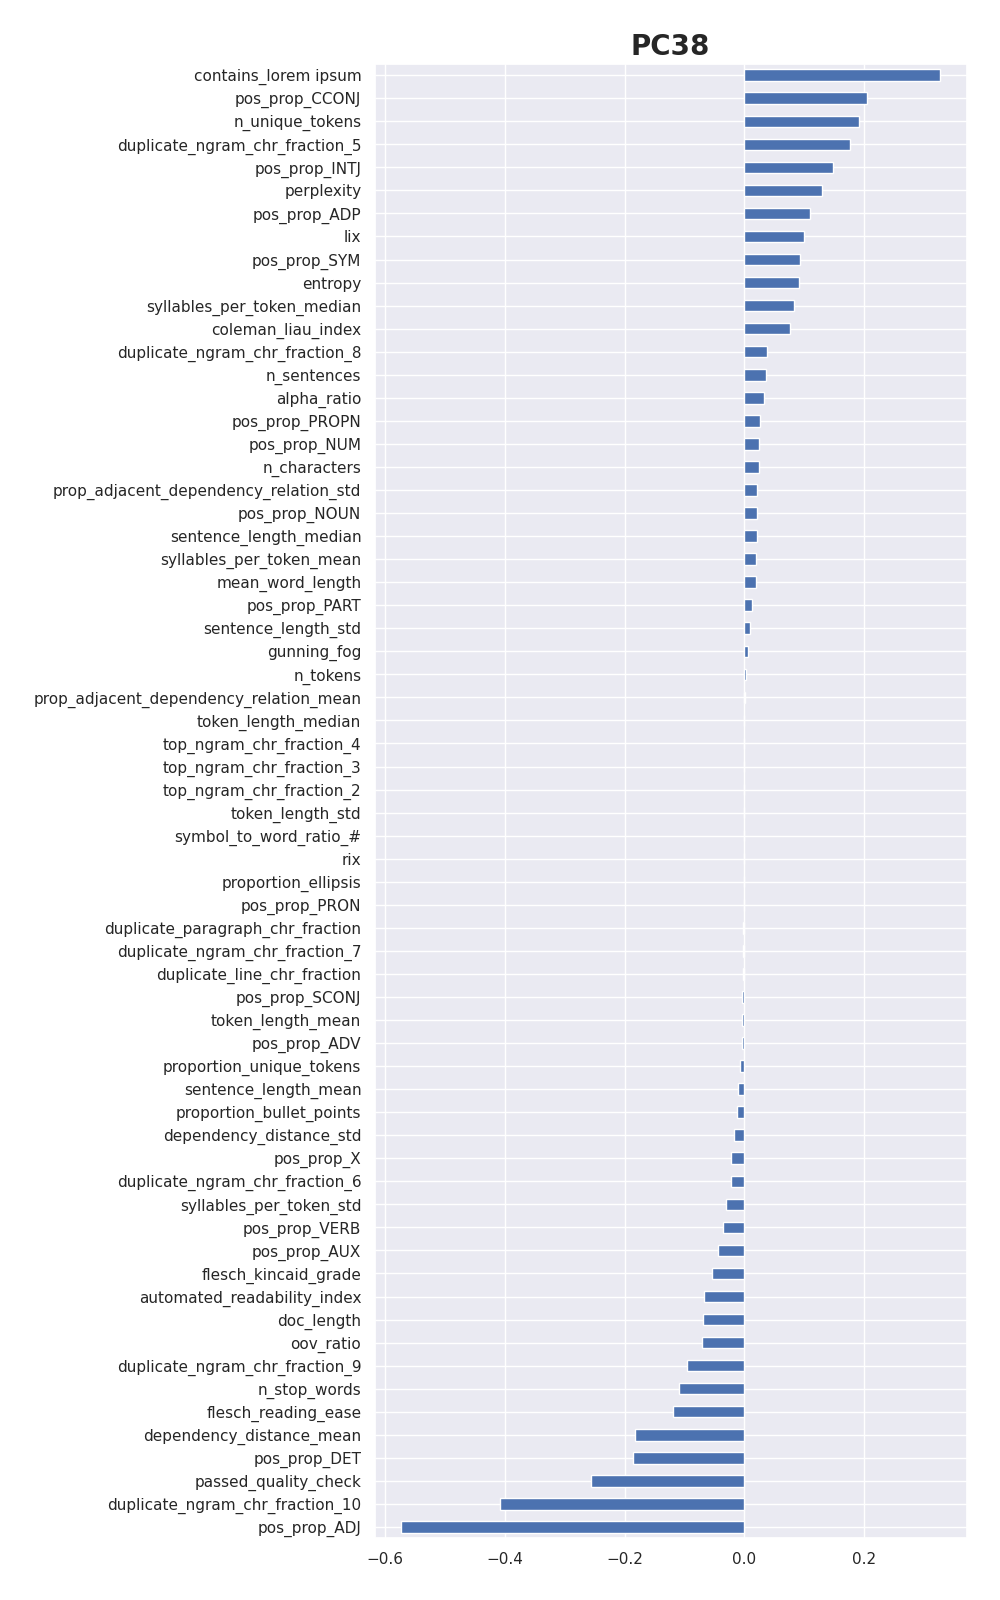 PC38
contains_lorem ipsum
pos_prop_CCONJ
n_unique_tokens
duplicate_ngram_chr_fraction_5
pos_prop_INTJ
perplexity
pos_prop_ADP
lix
pos_prop_SYM
entropy
syllables_per_token_median
coleman_liau_index
duplicate_ngram_chr_fraction_8
n_sentences
alpha_ratio
pos_prop_PROPN
pos_prop_NUM
n_characters
prop_adjacent_dependency_relation_std
pos_prop_NOUN
sentence_length_median
syllables_per_token_mean
mean_word_length
pos_prop_PART
sentence_length_std
gunning_fog
n_tokens
prop_adjacent_dependency_relation_mean
token_length_median
top_ngram_chr_fraction_4
top_ngram_chr_fraction_3
top_ngram_chr_fraction_2
token_length_std
symbol_to_word_ratio_#
rix
proportion_ellipsis
pos_prop_PRON
duplicate_paragraph_chr_fraction
duplicate_ngram_chr_fraction_7
duplicate_line_chr_fraction
pos_prop_SCONJ
token_length_mean
pos_prop_ADV
proportion_unique_tokens
sentence_length_mean
proportion_bullet_points
dependency_distance_std
pos_prop_X
duplicate_ngram_chr_fraction_6
syllables_per_token_std
pos_prop_VERB
pos_prop_AUX
flesch_kincaid_grade
automated_readability_index
doc_length
oov_ratio
duplicate_ngram_chr_fraction_9
n_stop_words
flesch_reading_ease
dependency_distance_mean
pos_prop_DET
passed_quality_check
duplicate_ngram_chr_fraction_10
pos_prop_ADJ
−0.6 −0.4 −0.2 0.0 0.2